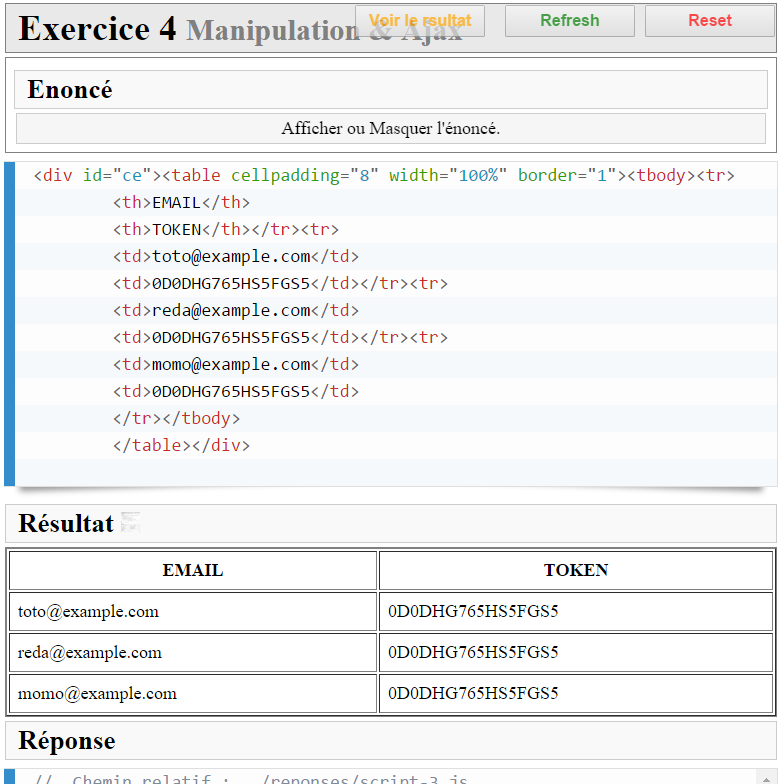 Exercice 4 Manipulation & Ajax
Voir le rsultat
Refresh
Reset
Enoncé
Afficher ou Masquer l'énoncé.
<div id="ce"><table cellpadding="8" width="100%" border="1"><tbody><tr>
<th>EMAIL</th>
<th>TOKEN</th></tr><tr>
<td>toto@example.com</td>
<td>0D0DHG765HS5FGS5</td></tr><tr>
<td>reda@example.com</td>
<td>0D0DHG765HS5FGS5</td></tr><tr>
<td>momo@example.com</td>
<td>0D0DHG765HS5FGS5</td>
</tr></tbody>
</table></div>
Résultat
EMAIL TOKEN
toto@example.com 0D0DHG765HS5FGS5
reda@example.com 0D0DHG765HS5FGS5
momo@example.com 0D0DHG765HS5FGS5
Réponse
// Chemin relatif : ../reponses/script-3.js